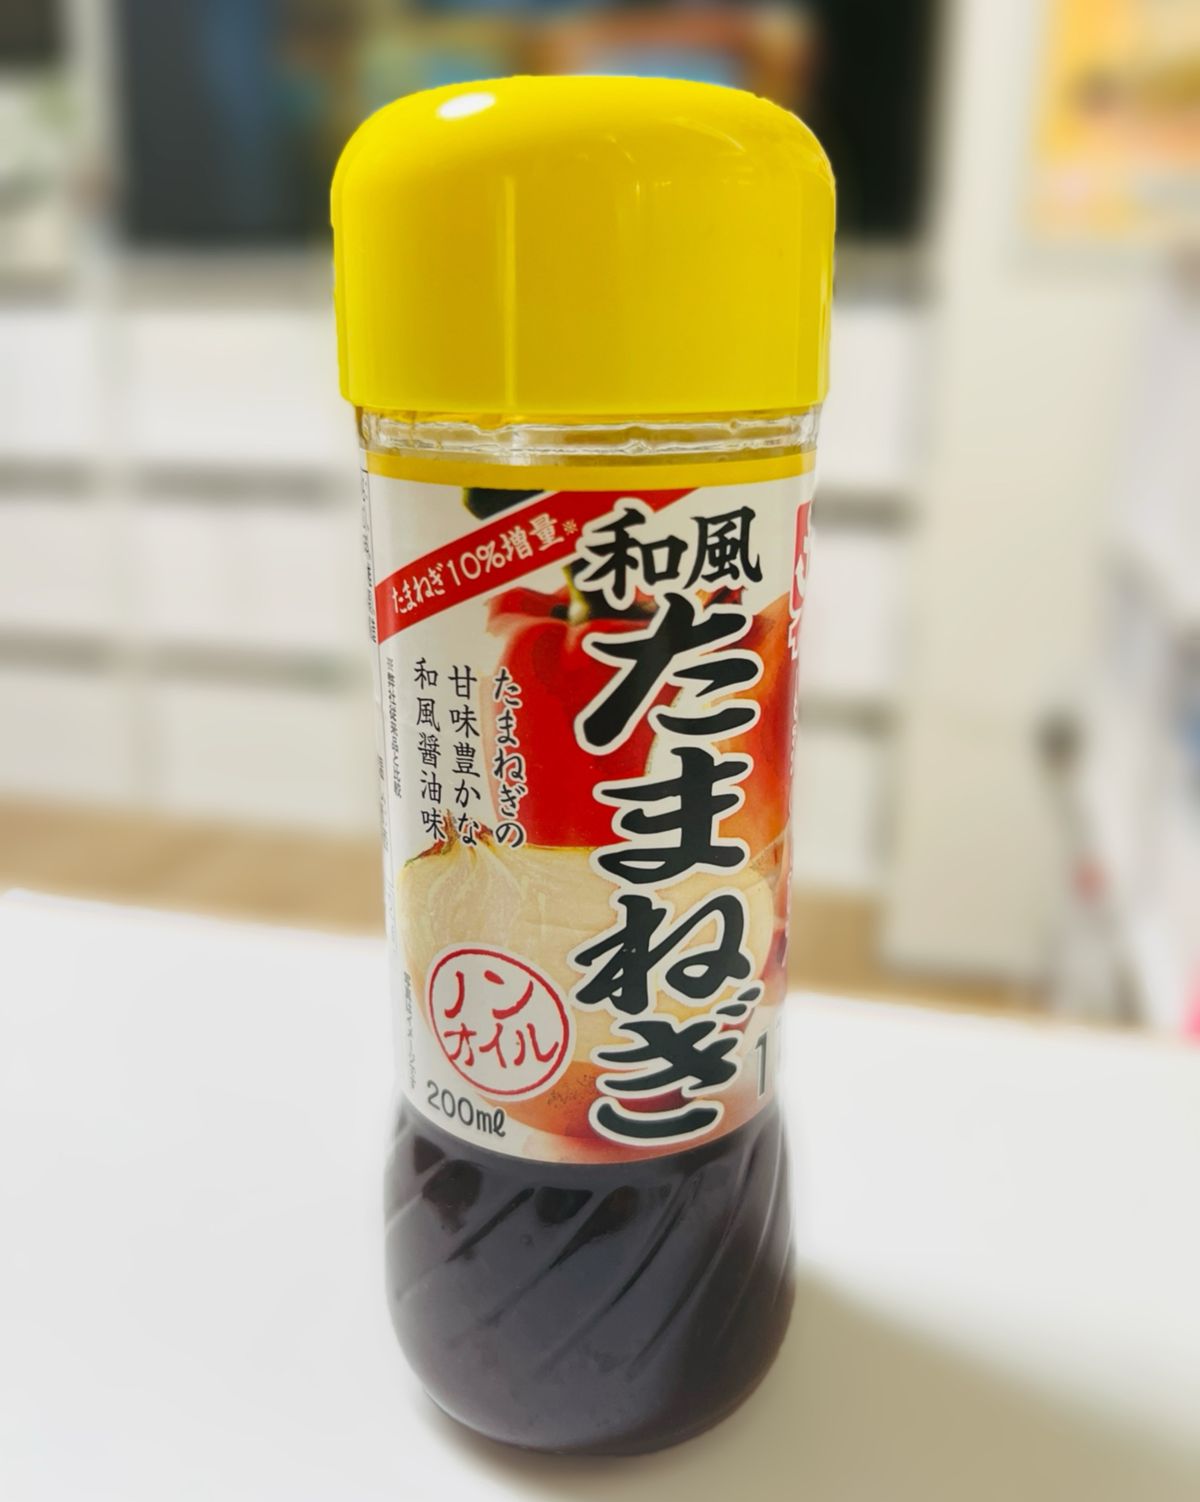 たまねぎ10%増量※
和風
たまねぎ
たまねぎの
甘味豊かな
和風醤油味
ノン
オイル
200ml